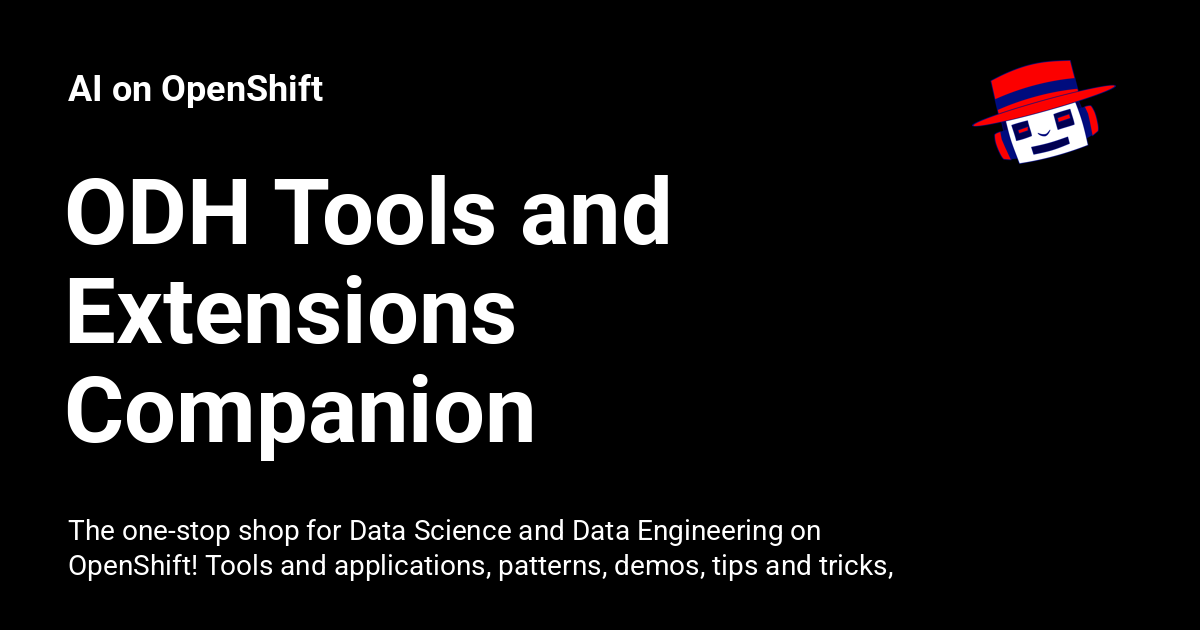 AI on OpenShift
ODH Tools and
Extensions
Companion
The one-stop shop for Data Science and Data Engineering on
OpenShift! Tools and applications, patterns, demos, tips and tricks,